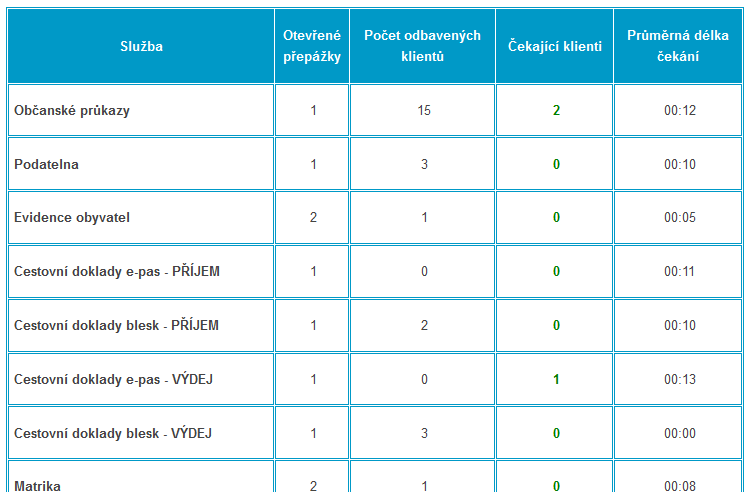 Služba Otevřené přepážky Počet odbavených klientů Čekající klienti Průměrná délka čekání
Občanské průkazy 1 15 2 00:12
Podatelna 1 3 0 00:10
Evidence obyvatel 2 1 0 00:05
Cestovní doklady e-pas - PŘÍJEM 1 0 0 00:11
Cestovní doklady blesk - PŘÍJEM 1 2 0 00:10
Cestovní doklady e-pas - VÝDEJ 1 0 1 00:13
Cestovní doklady blesk - VÝDEJ 1 3 0 00:00
Matrika 2 1 0 00:08